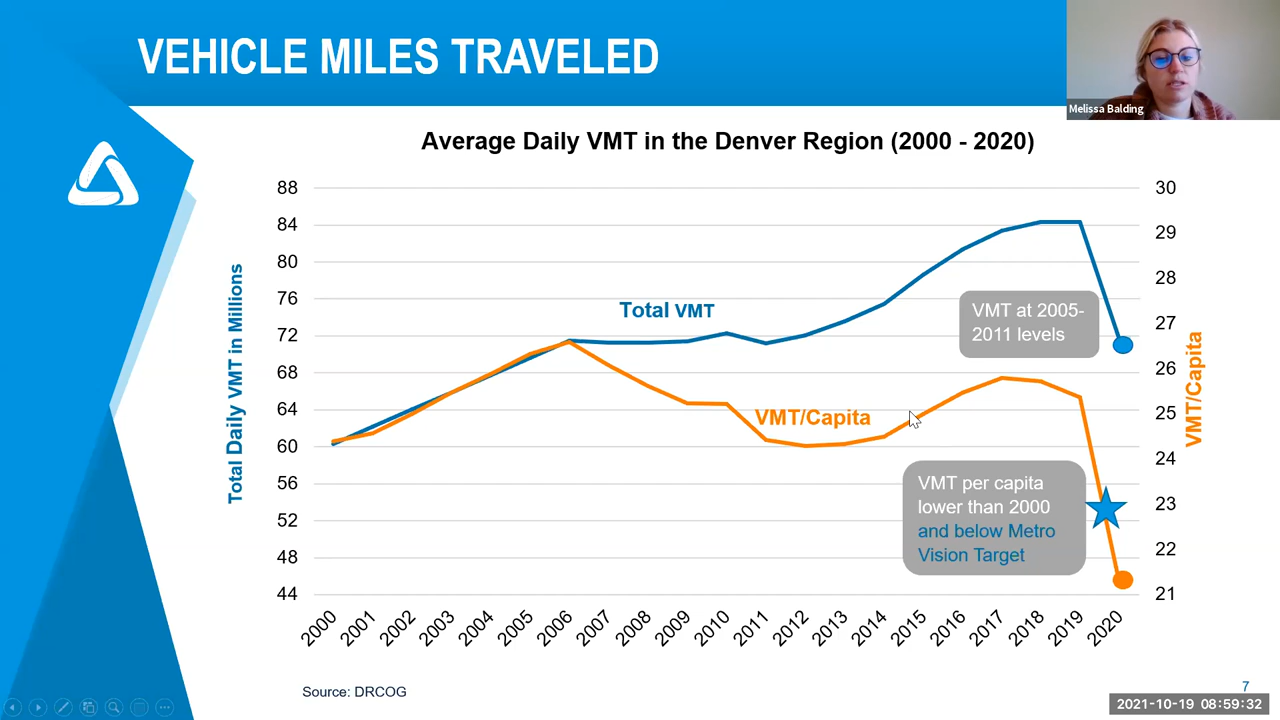 VEHICLE MILES TRAVELED
Melissa Balding
Average Daily VMT in the Denver Region (2000 - 2020)
Total Daily VMT in Millions
88
84
80
76
72
68
64
60
56
52
48
44
Total VMT
VMT/Capita
VMT at 2005-
2011 levels
VMT per capita
lower than 2000
and below Metro
Vision Target
30
29
28
27
26
25
24
23
22
21
VMT/Capita
2000 2001 2002 2003 2004 2005 2006 2007 2008 2009 2010 2011 2012 2013 2014 2015 2016 2017 2018 2019 2020
Source: DRCOG
7
2021-10-19 08:59:32